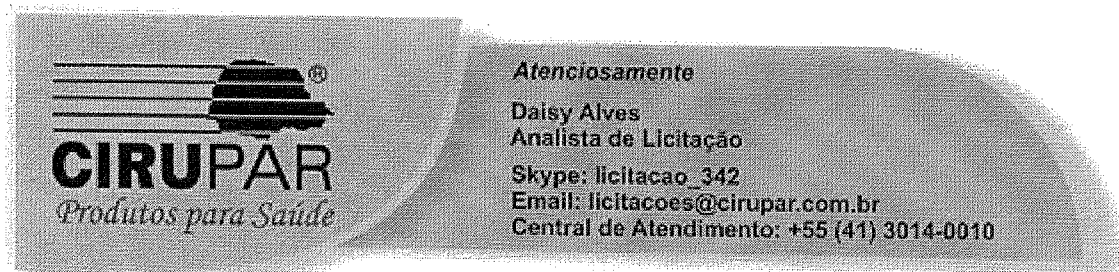 CIRUPAR®
Produtos para Saúde
Atenciosamente
Daisy Alves
Analista de Licitação
Skype: licitacao_342
Email: licitacoes@cirupar.com.br
Central de Atendimento: +55 (41) 3014-0010